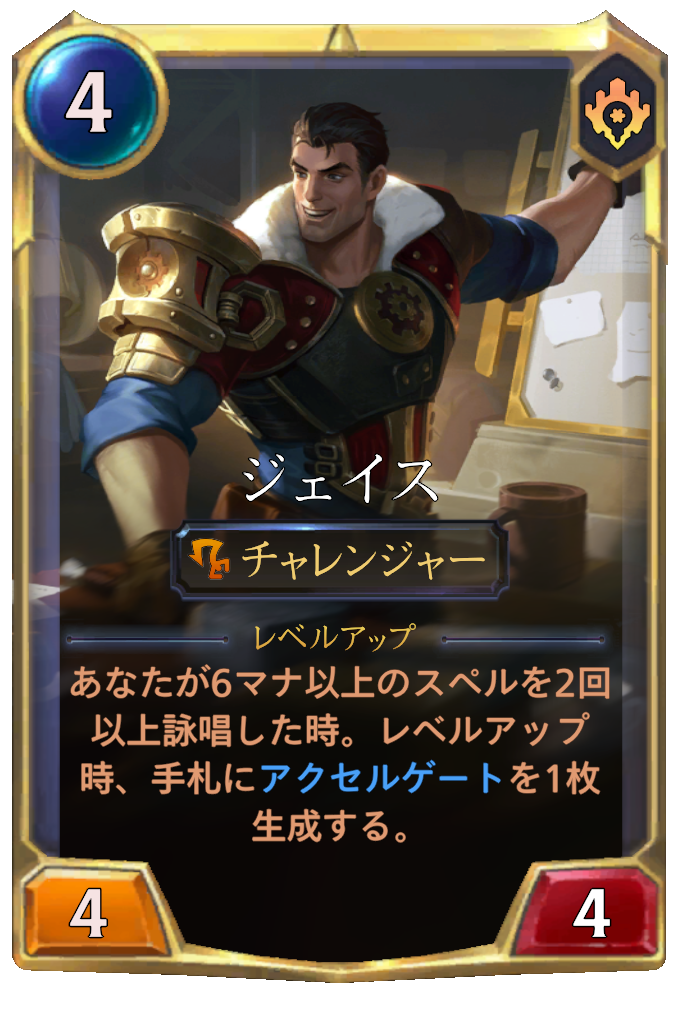 4
ジェイス
チャレンジャー
レベルアップ
あなたが6マナ以上のスペルを2回
以上詠唱した時。レベルアップ
時、手札にアクセルゲートを1枚
生成する。
4
4